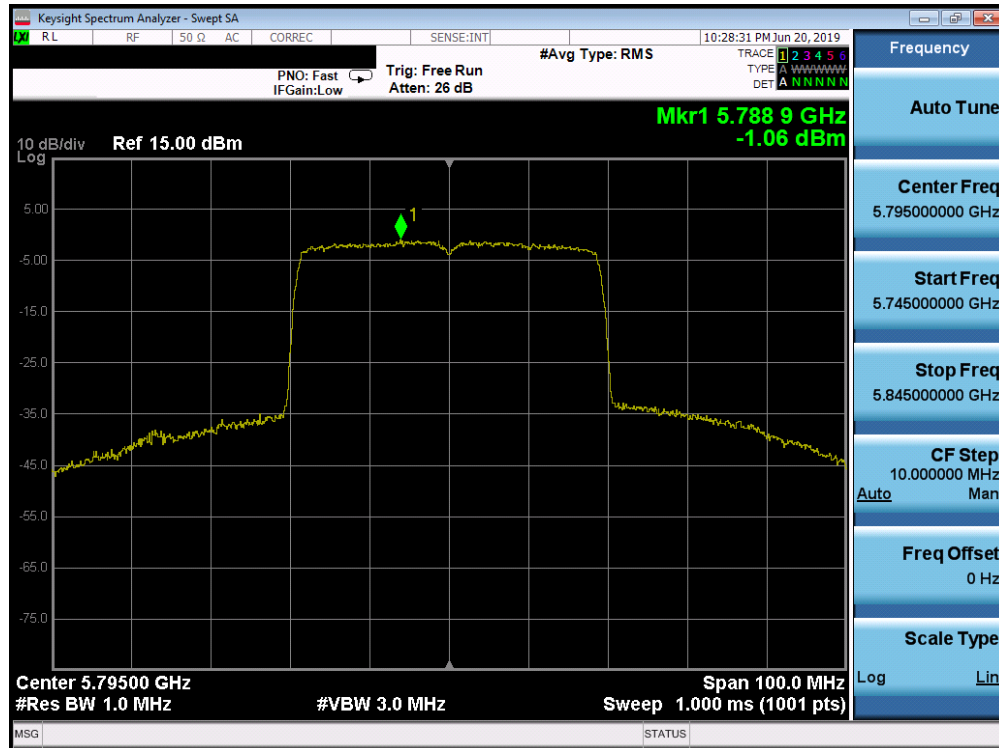 Keysight Spectrum Analyzer - Swept SA
LXI RL RF 50 Ω AC CORREC SENSE:INT 10:28:31 PM Jun 20, 2019
#Avg Type: RMS
TRACE 1 2 3 4 5 6
TYPE A WWWWW
DET A N N N N N
PNO: Fast
IFGain:Low
Trig: Free Run
Atten: 26 dB
Mkr1 5.788 9 GHz
-1.06 dBm
10 dB/div Ref 15.00 dBm
Log
1
5.00
-5.00
-15.0
-25.0
-35.0
-45.0
-55.0
-65.0
-75.0
Center 5.79500 GHz Span 100.0 MHz
#Res BW 1.0 MHz #VBW 3.0 MHz Sweep 1.000 ms (1001 pts)
MSG STATUS
Frequency
Auto Tune
Center Freq
5.795000000 GHz
Start Freq
5.745000000 GHz
Stop Freq
5.845000000 GHz
CF Step
10.000000 MHz
Auto Man
Freq Offset
0 Hz
Scale Type
Log Lin